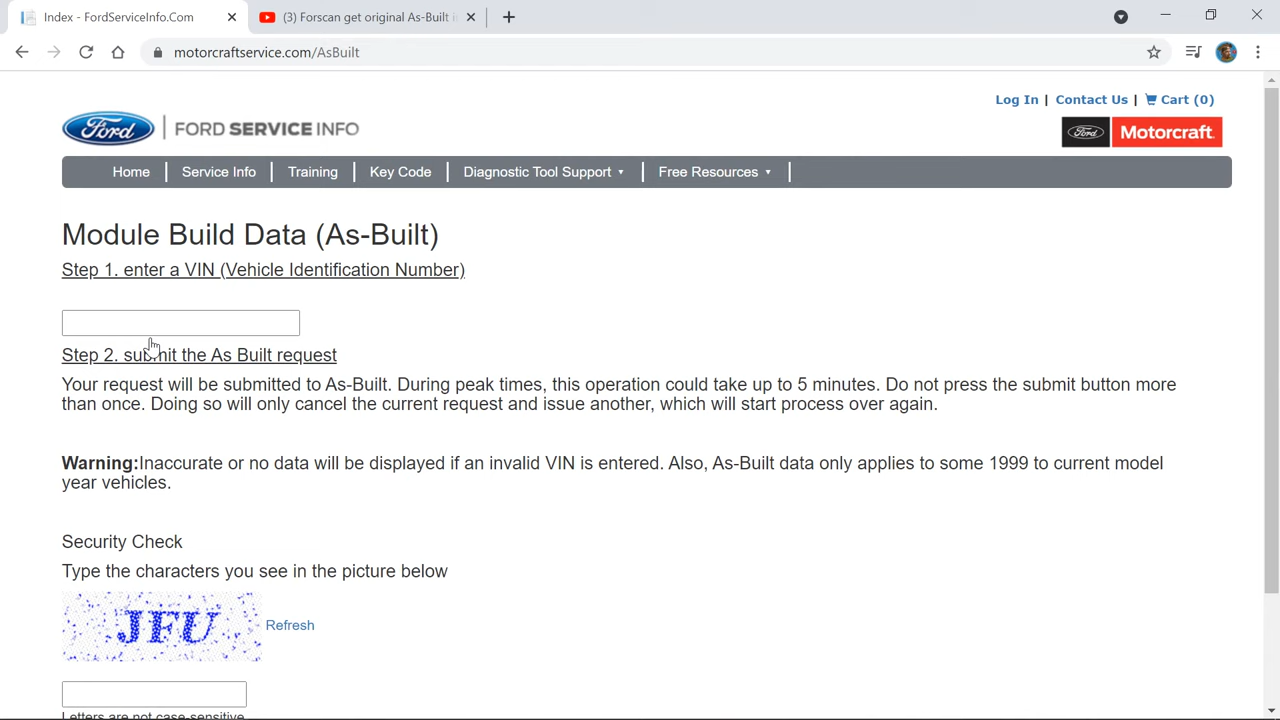 Index - FordServiceInfo.Com
(3) Forscan get original As-Built i
motorcraftservice.com/AsBuilt
Log In | Contact Us | Cart (0)
Ford | FORD SERVICE INFO
Ford Motorcraft
Home | Service Info | Training | Key Code | Diagnostic Tool Support ▾ | Free Resources ▾ |
Module Build Data (As-Built)
Step 1. enter a VIN (Vehicle Identification Number)
Step 2. submit the As Built request
Your request will be submitted to As-Built. During peak times, this operation could take up to 5 minutes. Do not press the submit button more
than once. Doing so will only cancel the current request and issue another, which will start process over again.
Warning:Inaccurate or no data will be displayed if an invalid VIN is entered. Also, As-Built data only applies to some 1999 to current model
year vehicles.
Security Check
Type the characters you see in the picture below
JFU Refresh
Letters are not case-sensitive